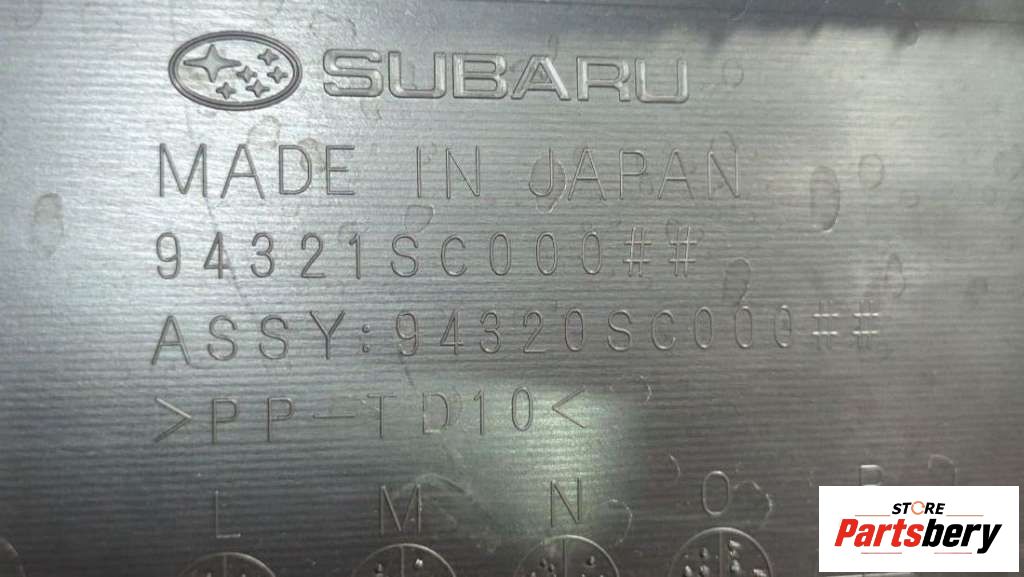 SUBARU
MADE IN JAPAN
94321SC000##
ASSY:94320SC000##
>PP-TD10<
L M N O P
STORE
Partsbery